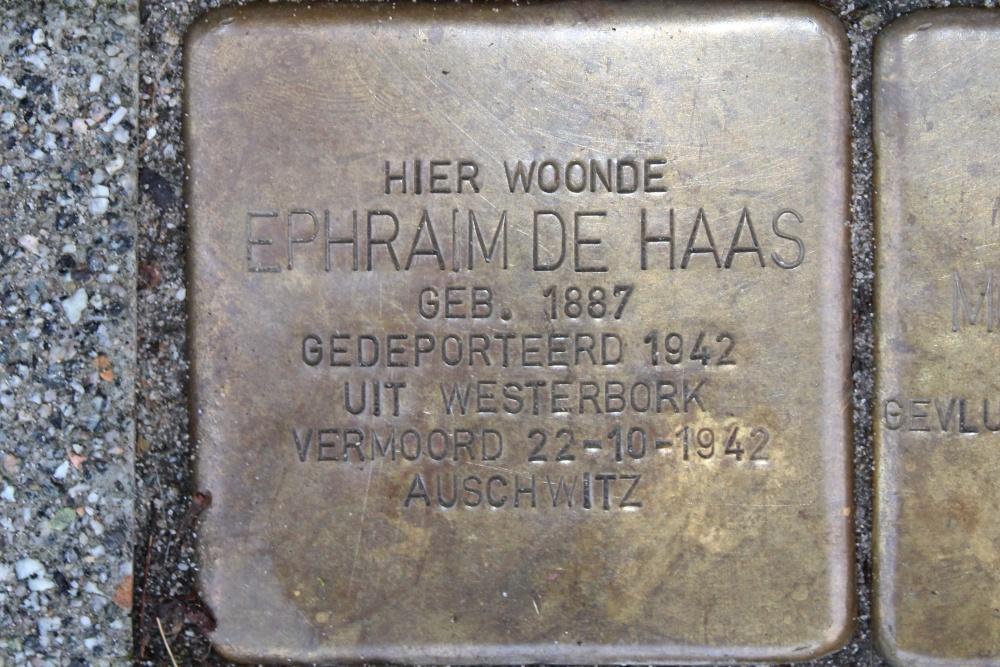 HIER WOONDE
EPHRAIM DE HAAS
GEB. 1887
GEDEPORTEERD 1942
UIT WESTERBORK
VERMOORD 22-10-1942
AUSCHWITZ